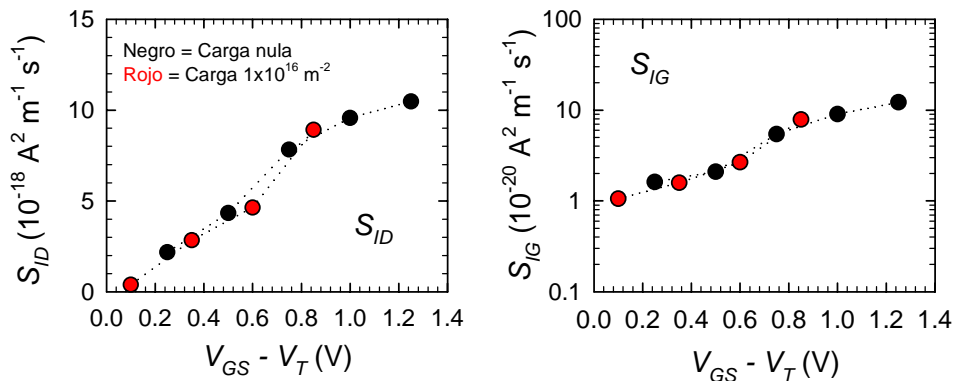 15
10
5
0
0.0 0.2 0.4 0.6 0.8 1.0 1.2 1.4
S_ID (10^-18 A^2 m^-1 s^-1)
V_GS - V_T (V)
Negro = Carga nula
Rojo = Carga 1x10^16 m^-2
S_ID
100
10
1
0.1
0.0 0.2 0.4 0.6 0.8 1.0 1.2 1.4
S_IG (10^-20 A^2 m^-1 s^-1)
V_GS - V_T (V)
S_IG